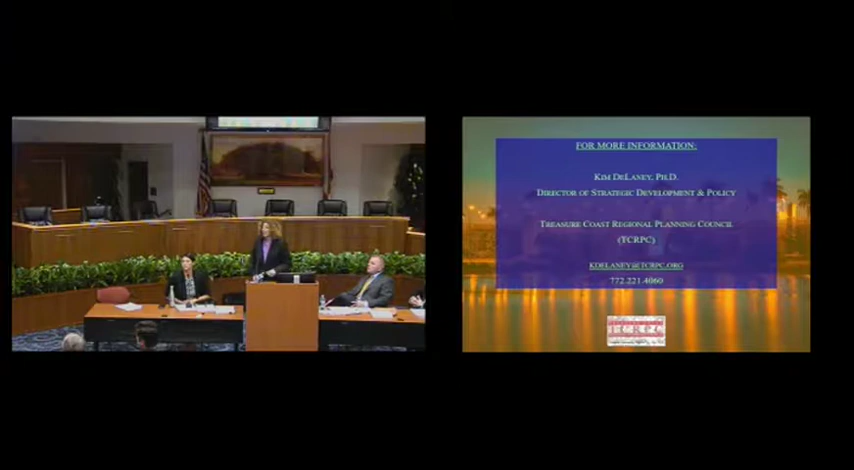 FOR MORE INFORMATION:
KIM DELANEY, PH.D.
DIRECTOR OF STRATEGIC DEVELOPMENT & POLICY
TREASURE COAST REGIONAL PLANNING COUNCIL
(TCRPC)
KDELANEY@TCRPC.ORG
772.221.4060
TCRPC